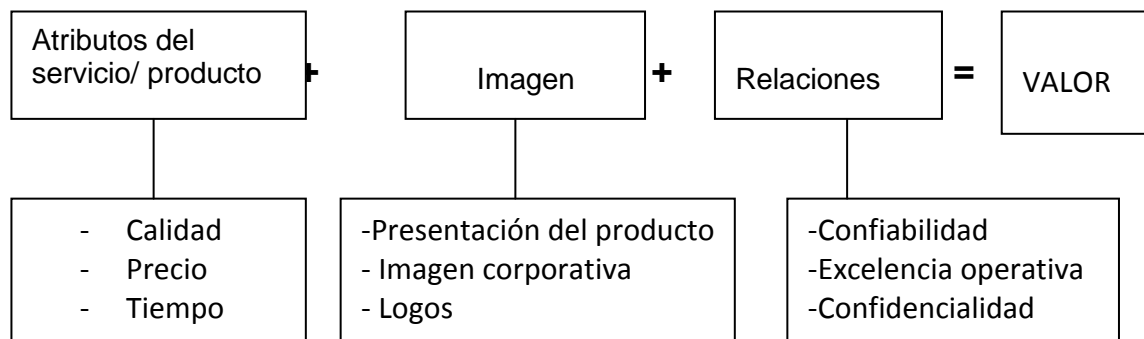 Atributos del
servicio/ producto
+
Imagen
+
Relaciones
=
VALOR
- Calidad
- Precio
- Tiempo
-Presentación del producto
- Imagen corporativa
- Logos
-Confiabilidad
-Excelencia operativa
-Confidencialidad